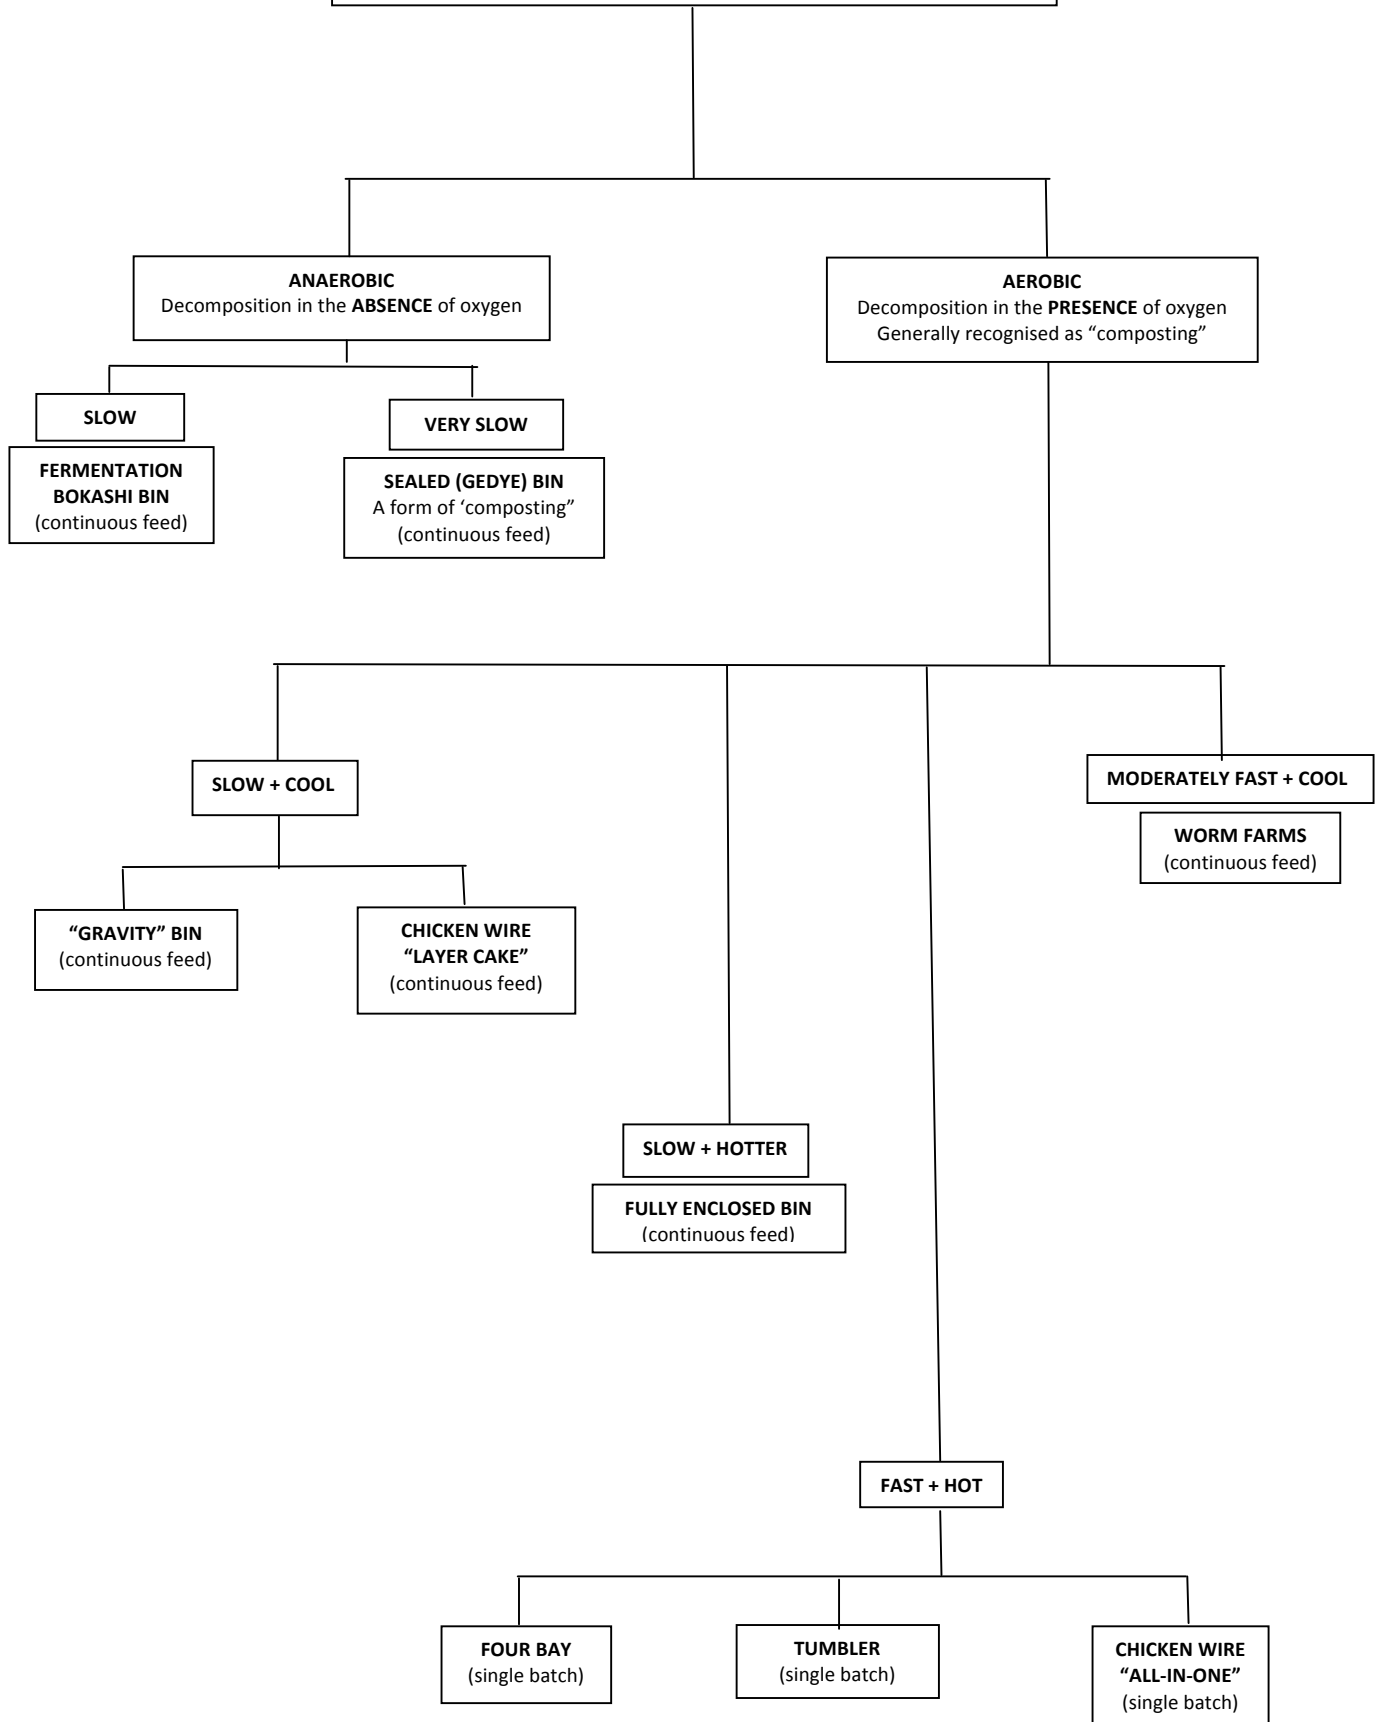 ANAEROBIC
Decomposition in the ABSENCE of oxygen
AEROBIC
Decomposition in the PRESENCE of oxygen
Generally recognised as “composting”
SLOW
FERMENTATION
BOKASHI BIN
(continuous feed)
VERY SLOW
SEALED (GEDYE) BIN
A form of ‘composting”
(continuous feed)
SLOW + COOL
“GRAVITY” BIN
(continuous feed)
CHICKEN WIRE
“LAYER CAKE”
(continuous feed)
SLOW + HOTTER
FULLY ENCLOSED BIN
(continuous feed)
MODERATELY FAST + COOL
WORM FARMS
(continuous feed)
FAST + HOT
FOUR BAY
(single batch)
TUMBLER
(single batch)
CHICKEN WIRE
“ALL-IN-ONE”
(single batch)